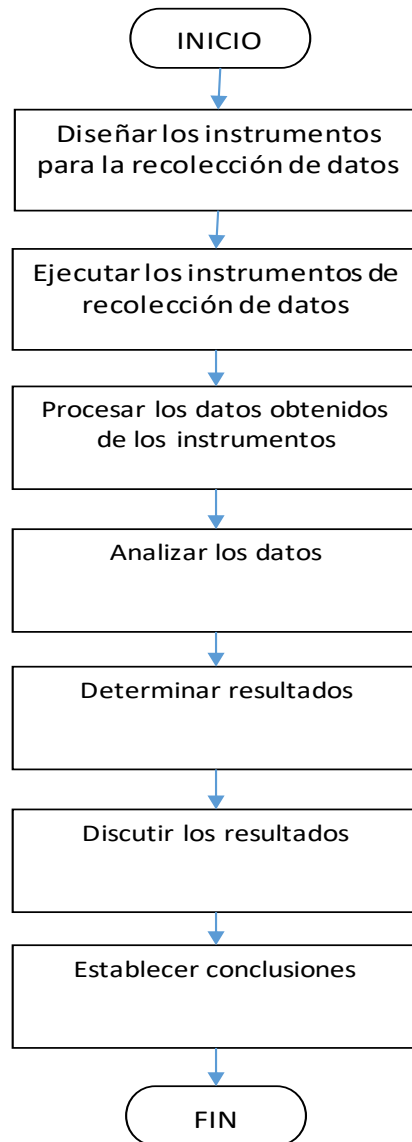 INICIO
Diseñar los instrumentos
para la recolección de datos
Ejecutar los instrumentos de
recolección de datos
Procesar los datos obtenidos
de los instrumentos
Analizar los datos
Determinar resultados
Discutir los resultados
Establecer conclusiones
FIN